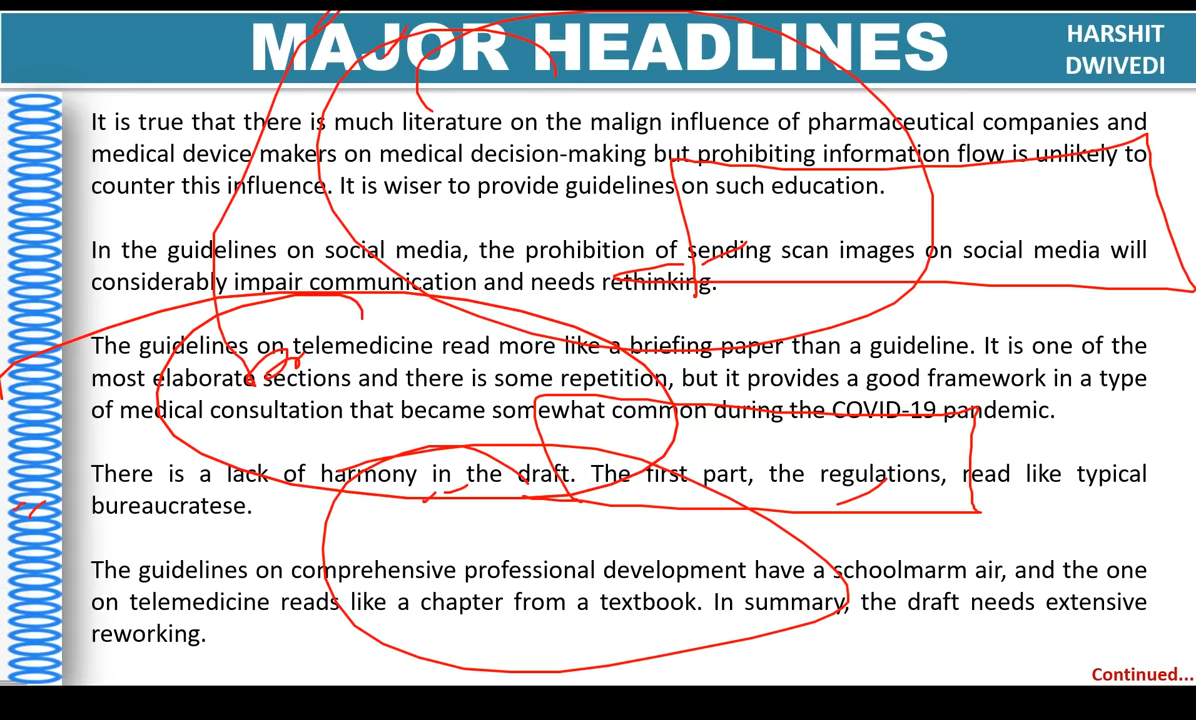 MAJOR HEADLINES
HARSHIT
DWIVEDI
It is true that there is much literature on the malign influence of pharmaceutical companies and
medical device makers on medical decision-making but prohibiting information flow is unlikely to
counter this influence. It is wiser to provide guidelines on such education.
In the guidelines on social media, the prohibition of sending scan images on social media will
considerably impair communication and needs rethinking.
The guidelines on telemedicine read more like a briefing paper than a guideline. It is one of the
most elaborate sections and there is some repetition, but it provides a good framework in a type
of medical consultation that became somewhat common during the COVID-19 pandemic.
There is a lack of harmony in the draft. The first part, the regulations, read like typical
bureaucratese.
The guidelines on comprehensive professional development have a schoolmarm air, and the one
on telemedicine reads like a chapter from a textbook. In summary, the draft needs extensive
reworking.
Continued...